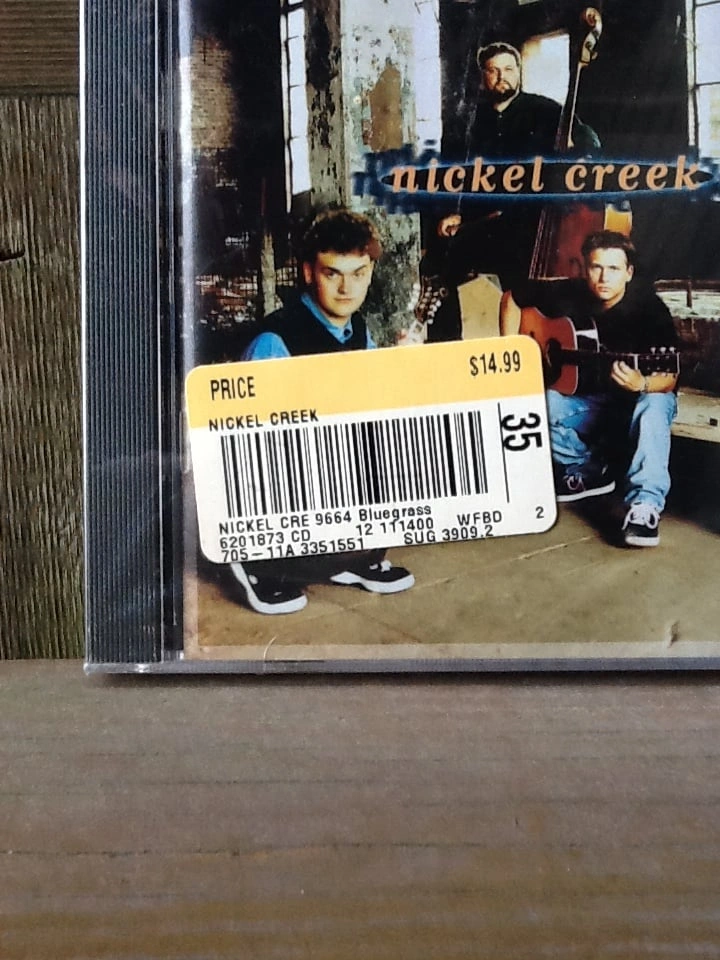 nickel creek
PRICE $14.99
NICKEL CREEK
35
NICKEL CRE 9664 Bluegrass
6201873 CD 12 111400 WFBD 2
705-11A 3351551 SUG 3909.2